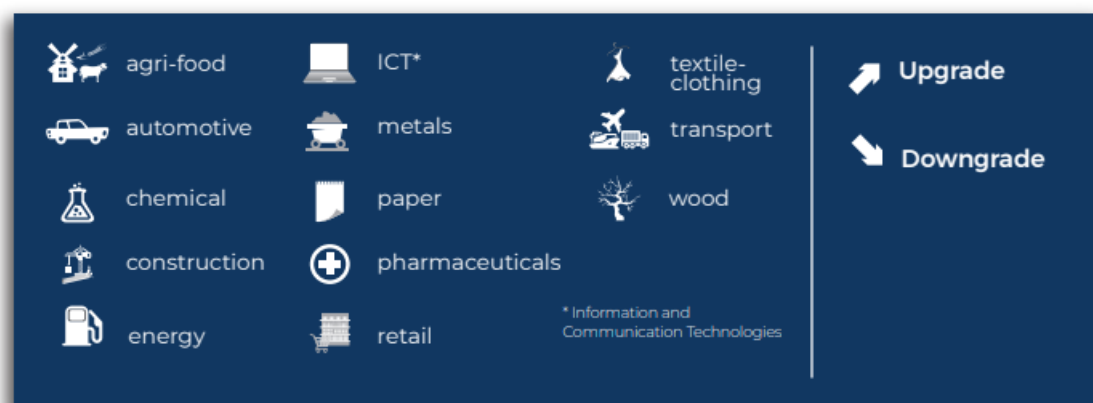 agri-food
automotive
chemical
construction
energy
ICT*
metals
paper
pharmaceuticals
retail
textile-
clothing
transport
wood
* Information and
Communication Technologies
Upgrade
Downgrade